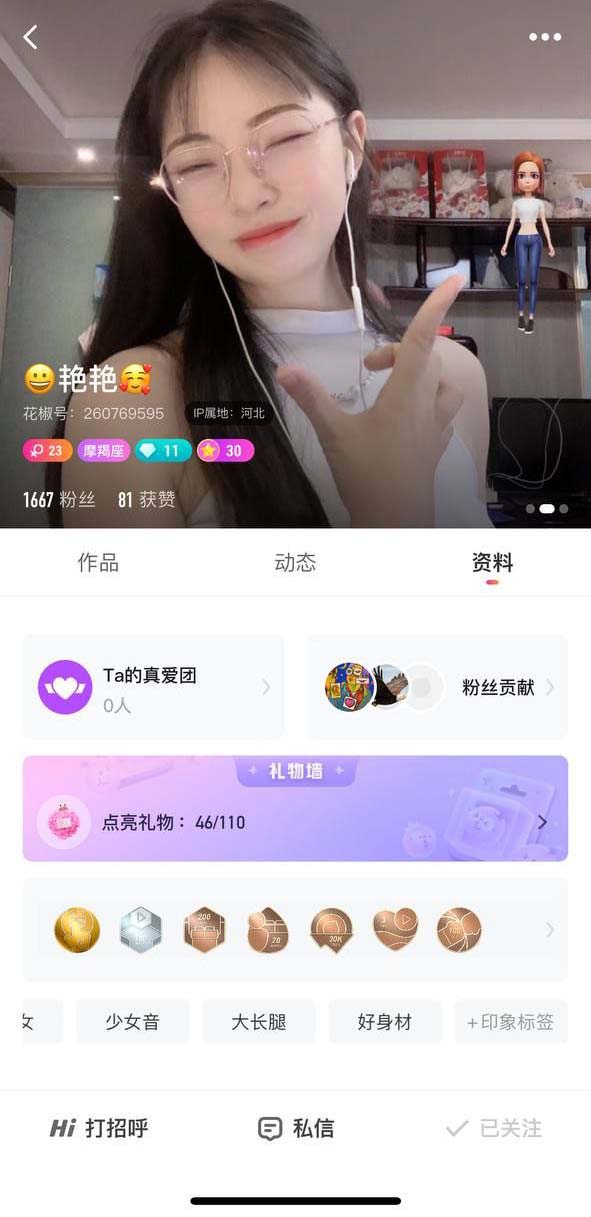 😀艳艳🥰
花椒号：260769595 IP属地：河北
23 摩羯座 11 30
1667 粉丝 81 获赞
作品 动态 资料
Ta的真爱团
0人
粉丝贡献
礼物墙
点亮礼物：46/110
200 20 30K 3 100
女 少女音 大长腿 好身材 +印象标签
Hi 打招呼 私信 已关注